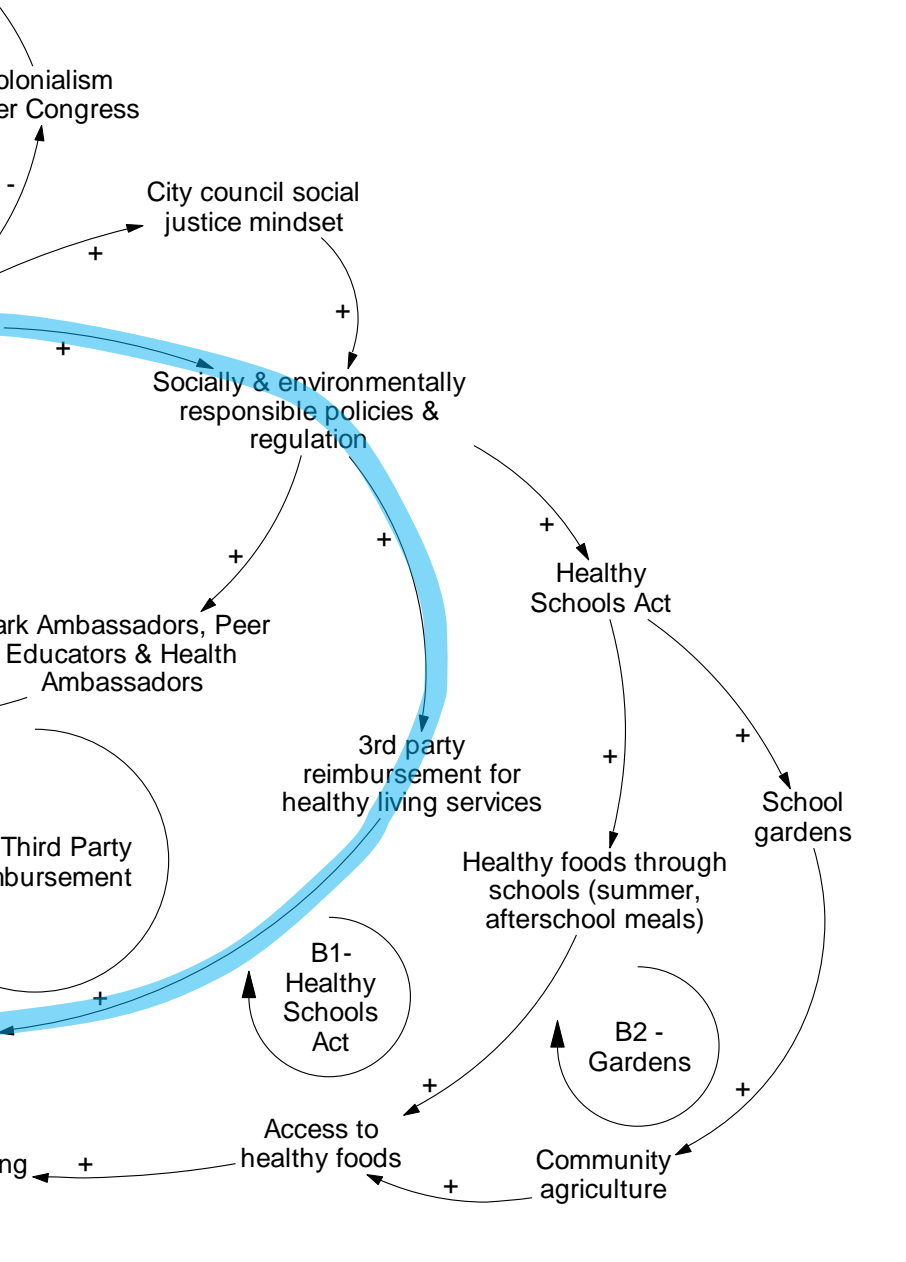 olonialism
er Congress
-
City council social
justice mindset
+
+
+
Socially & environmentally
responsible policies &
regulation
+
+
+
Healthy
Schools Act
ark Ambassadors, Peer
Educators & Health
Ambassadors
+
+
3rd party
reimbursement for
healthy living services
School
gardens
Third Party
nbursement
Healthy foods through
schools (summer,
afterschool meals)
B1-
Healthy
Schools
Act
+
B2 -
Gardens
+
+
Access to
healthy foods
Community
agriculture
ng
+
+